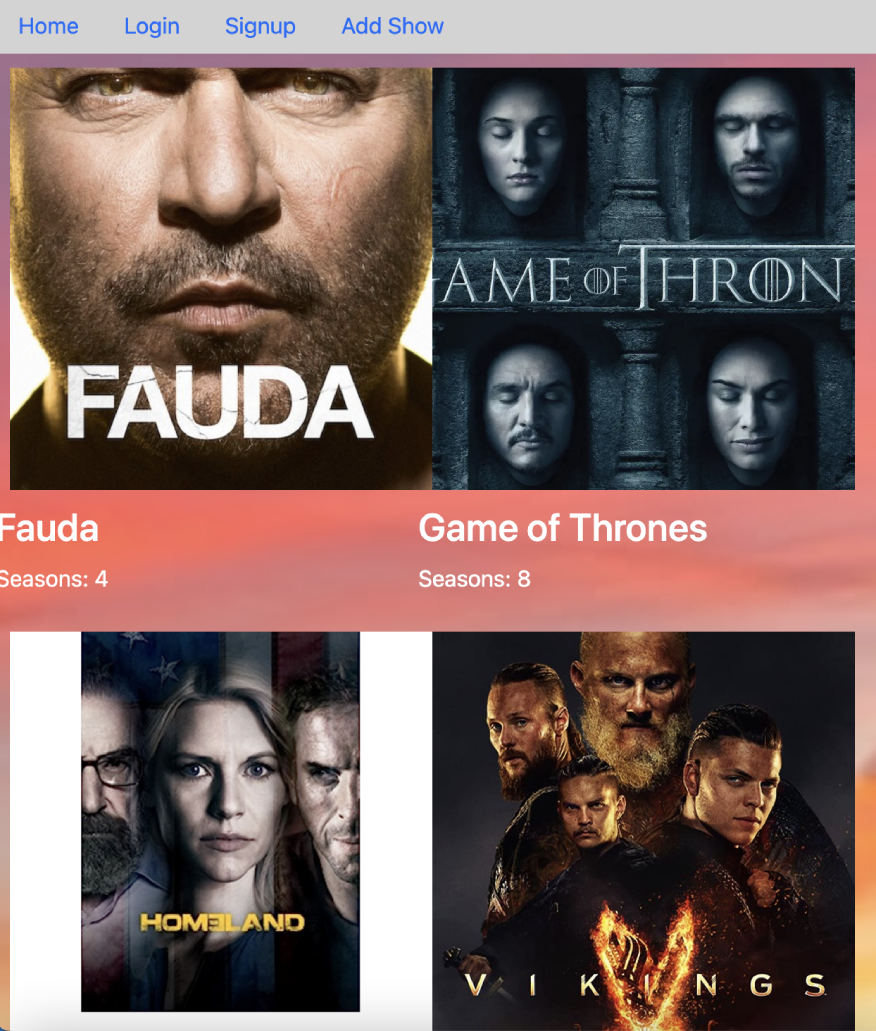 Home Login Signup Add Show
FAUDA
AME OF THRON
Fauda
Game of Thrones
Seasons: 4
Seasons: 8
HOMELAND
VIKINGS